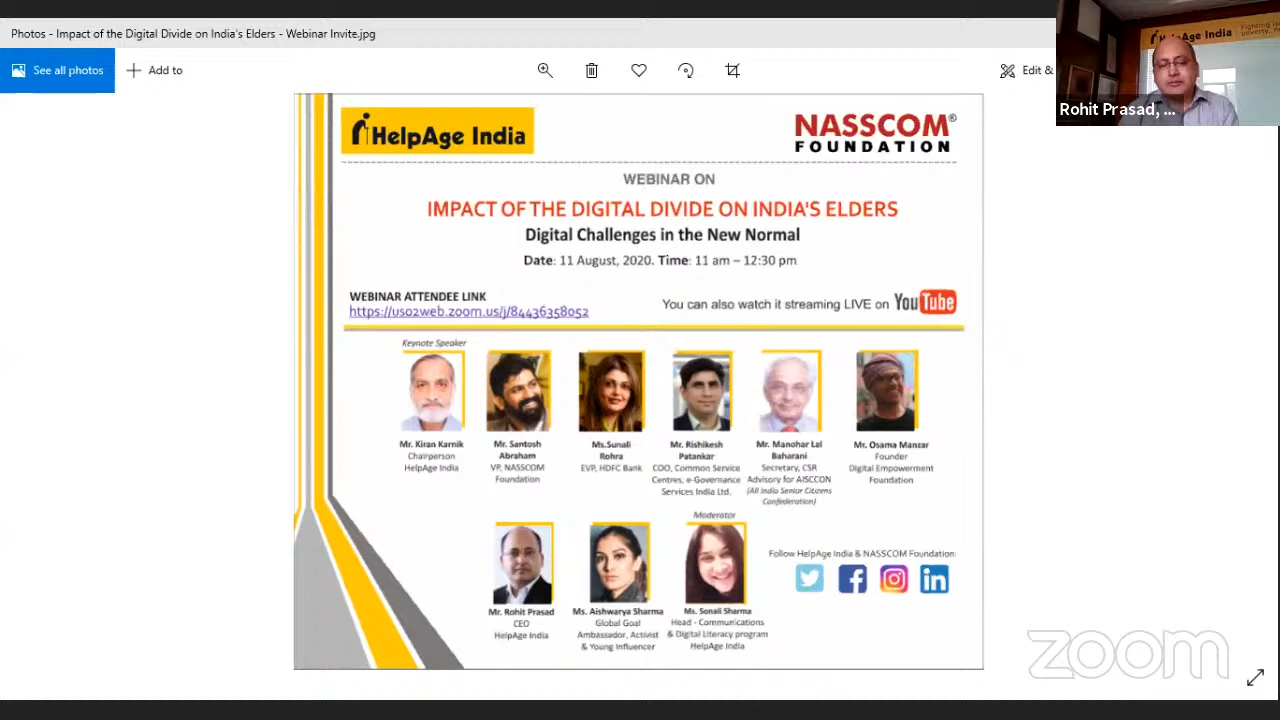 Photos - Impact of the Digital Divide on India's Elders - Webinar Invite.jpg
See all photos
Add to
Edit &
HelpAge India
Rohit Prasad, ...
HelpAge India
NASSCOM®
FOUNDATION
WEBINAR ON
IMPACT OF THE DIGITAL DIVIDE ON INDIA'S ELDERS
Digital Challenges in the New Normal
Date: 11 August, 2020. Time: 11 am – 12:30 pm
WEBINAR ATTENDEE LINK
https://us02web.zoom.us/j/84436358052
You can also watch it streaming LIVE on YouTube
Keynote Speaker
Mr. Kiran Karnik
Chairperson
HelpAge India
Mr. Santosh
Abraham
VP, NASSCOM
Foundation
Ms.Sunali
Rohra
EVP, HDFC Bank
Mr. Rishikesh
Patankar
COO, Common Service
Centres, e-Governance
Services India Ltd.
Mr. Manohar Lal
Baharani
Secretary, CSR
Advisory for AISCCON
(All India Senior Citizens
Confederation)
Mr. Osama Manzar
Founder
Digital Empowerment
Foundation
Mr. Rohit Prasad
CEO
HelpAge India
Ms. Aishwarya Sharma
Global Goal
Ambassador, Activist
& Young Influencer
Moderator
Ms. Sonali Sharma
Head - Communications
& Digital Literacy program
HelpAge India
Follow HelpAge India & NASSCOM Foundation:
zoom